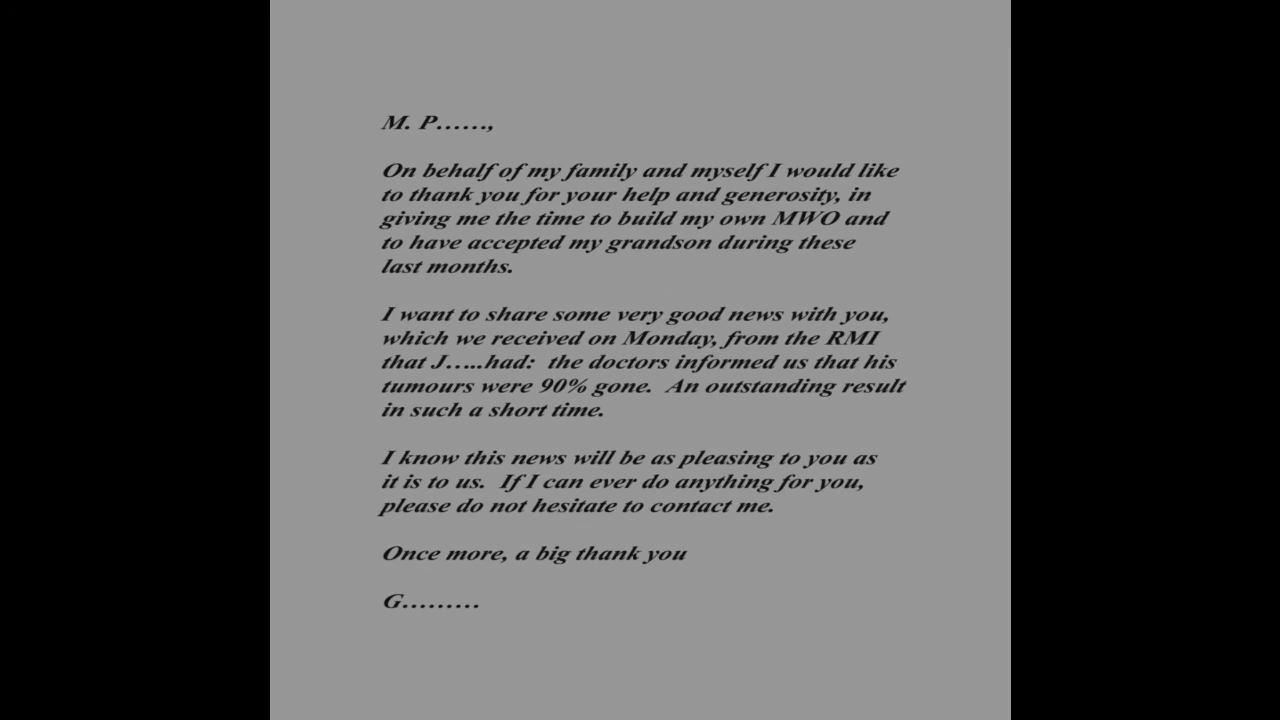 M. P......,
On behalf of my family and myself I would like
to thank you for your help and generosity, in
giving me the time to build my own MWO and
to have accepted my grandson during these
last months.
I want to share some very good news with you,
which we received on Monday, from the RMI
that J…..had:  the doctors informed us that his
tumours were 90% gone.  An outstanding result
in such a short time.
I know this news will be as pleasing to you as
it is to us.  If I can ever do anything for you,
please do not hesitate to contact me.
Once more, a big thank you
G………